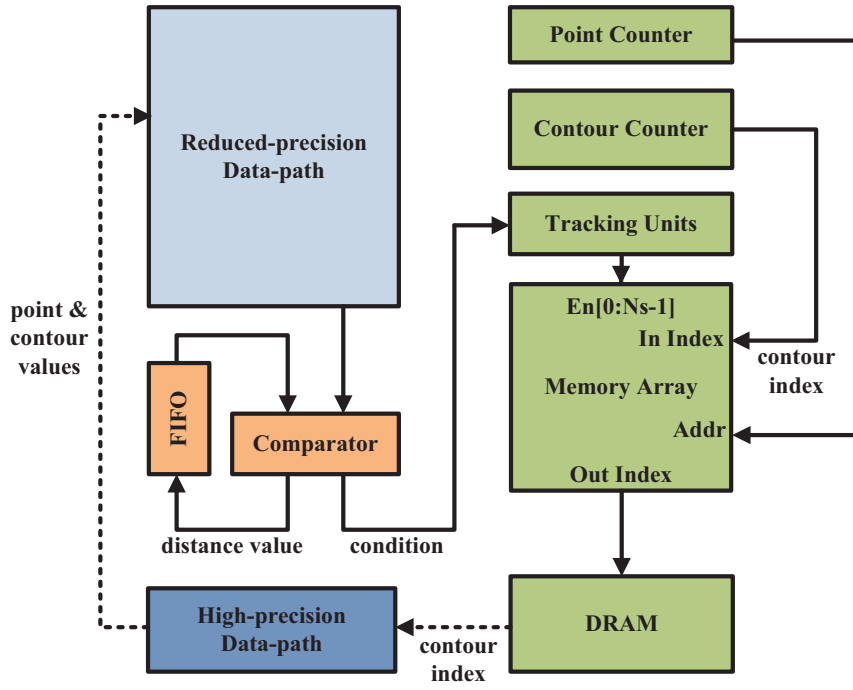 Point Counter
Reduced-precision
Data-path
Contour Counter
Tracking Units
point &
contour
values
En[0:Ns-1]
In Index
contour
index
Memory Array
FIFO
Comparator
Addr
Out Index
distance value
condition
High-precision
Data-path
contour
index
DRAM